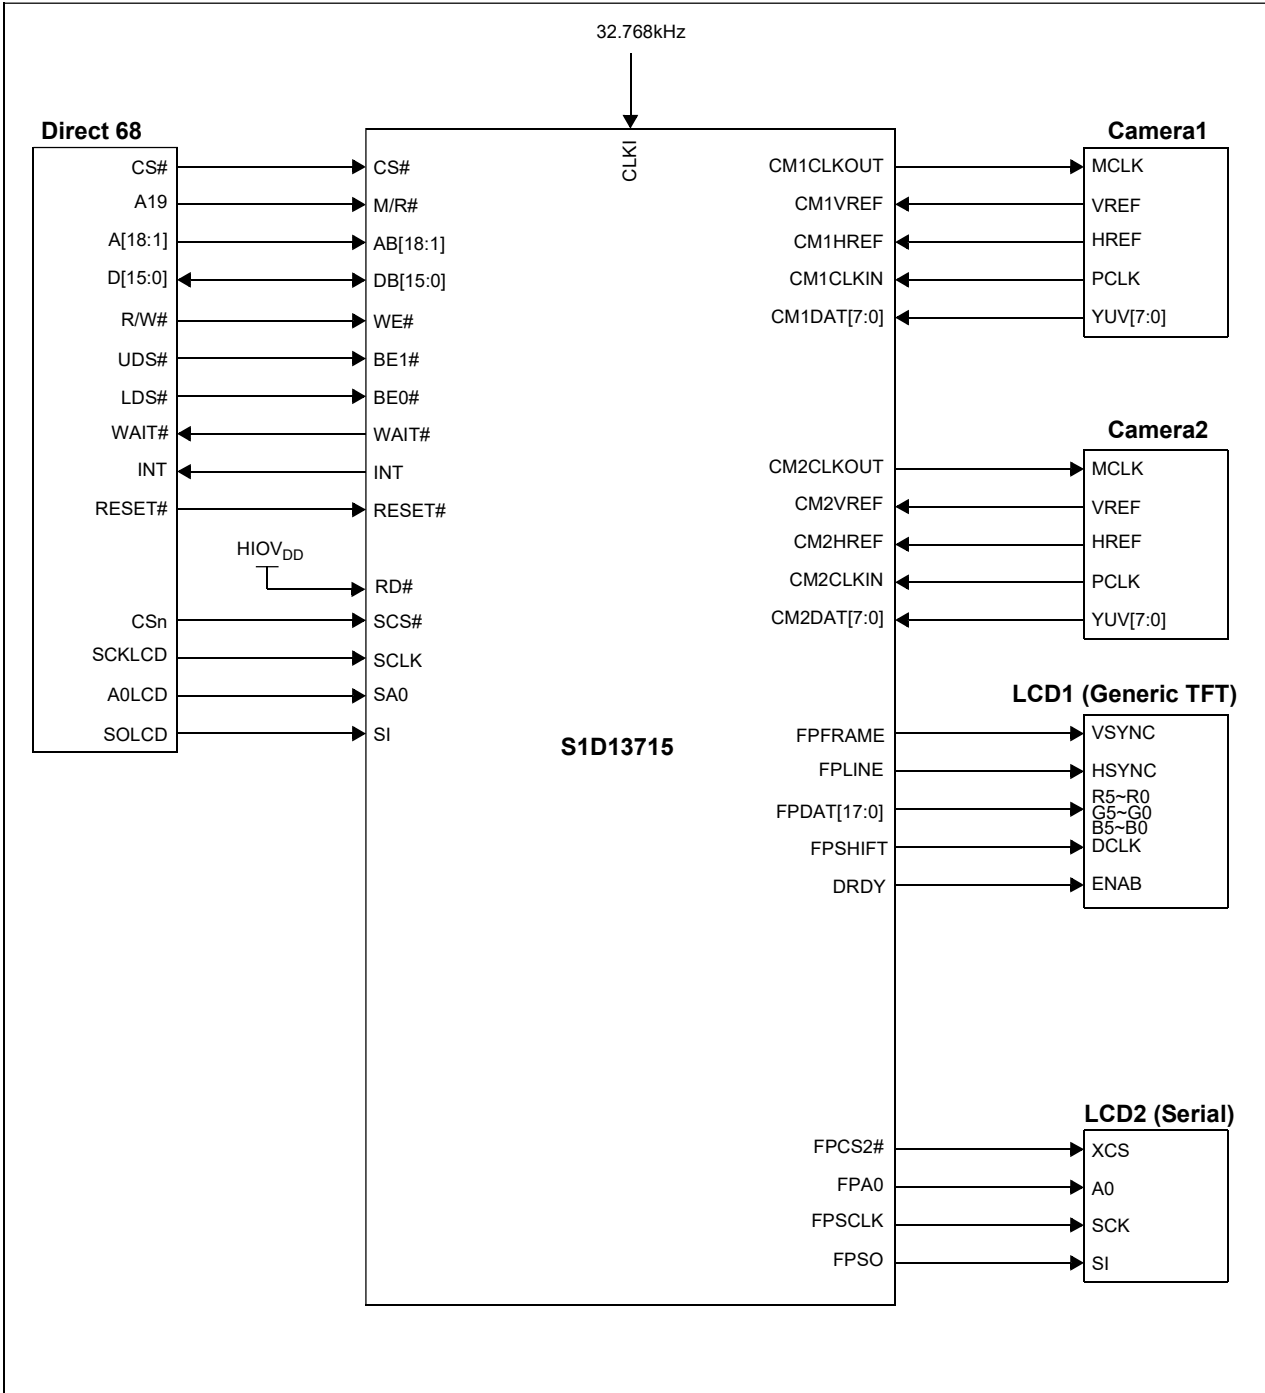 32.768kHz
CLKI
Direct 68
CS#
A19
A[18:1]
D[15:0]
R/W#
UDS#
LDS#
WAIT#
INT
RESET#
HIOVDD
CSn
SCKLCD
A0LCD
SOLCD
CS#
M/R#
AB[18:1]
DB[15:0]
WE#
BE1#
BE0#
WAIT#
INT
RESET#
RD#
SCS#
SCLK
SA0
SI
S1D13715
CM1CLKOUT
CM1VREF
CM1HREF
CM1CLKIN
CM1DAT[7:0]
CM2CLKOUT
CM2VREF
CM2HREF
CM2CLKIN
CM2DAT[7:0]
FPFRAME
FPLINE
FPDAT[17:0]
FPSHIFT
DRDY
FPCS2#
FPA0
FPSCLK
FPSO
Camera1
MCLK
VREF
HREF
PCLK
YUV[7:0]
Camera2
MCLK
VREF
HREF
PCLK
YUV[7:0]
LCD1 (Generic TFT)
VSYNC
HSYNC
R5~R0
G5~G0
B5~B0
DCLK
ENAB
LCD2 (Serial)
XCS
A0
SCK
SI